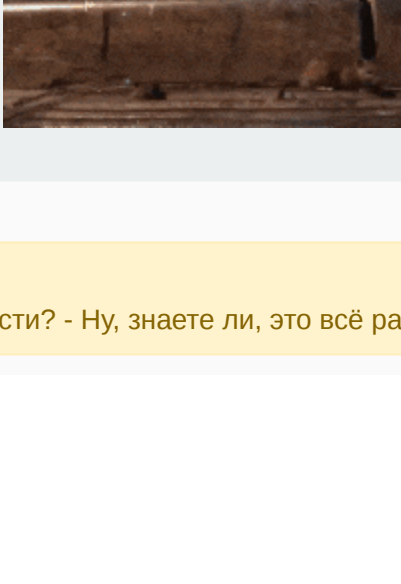 сти? - Ну, знаете ли, это всё ра